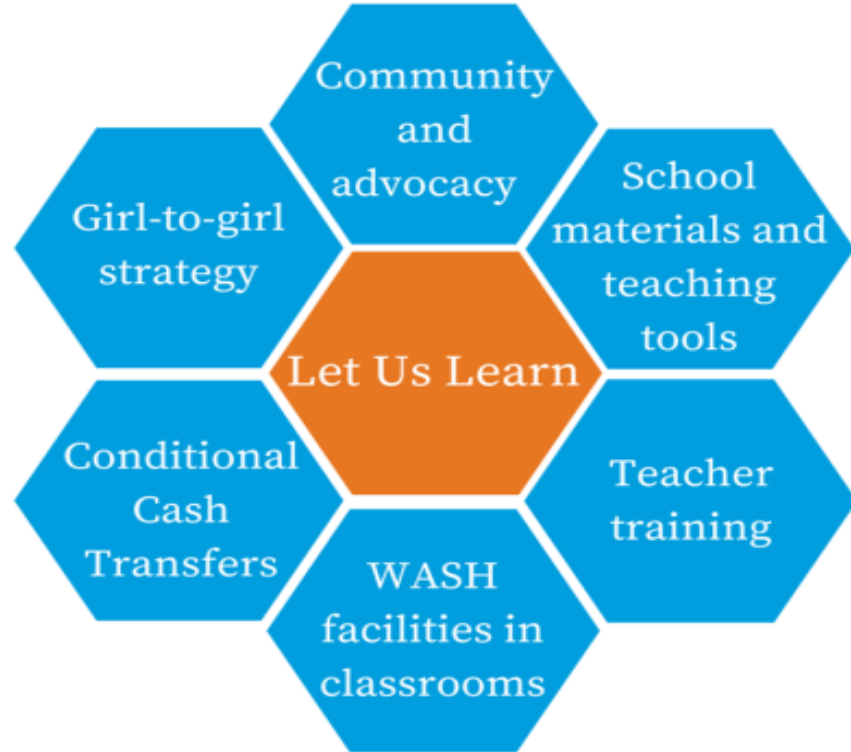 Community
and
advocacy
Girl-to-girl
strategy
School
materials and
teaching
tools
Let Us Learn
Conditional
Cash
Transfers
Teacher
training
WASH
facilities in
classrooms